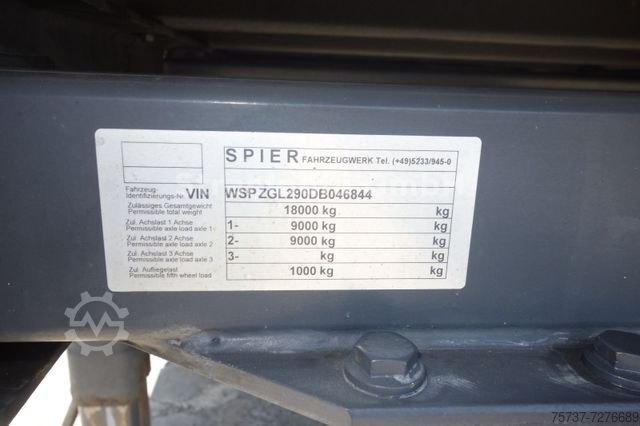 SPIER FAHRZEUGWERK Tel. (+49)5233/945-0
Fahrzeug-
Identifizierungs-Nr. VIN WSPZGL290DB046844
Zulässiges Gesamtgewicht
Permissible total weight 18000 kg kg
Zul. Achslast 1 Achse
Permissible axle load axle 1 1- 9000 kg kg
Zul. Achslast 2 Achse
Permissible axle load axle 2 2- 9000 kg kg
Zul. Achslast 3 Achse
Permissible axle load axle 3 3- kg kg
Zul. Aufliegelast
Permissible fifth wheel load 1000 kg kg
75737-7276689